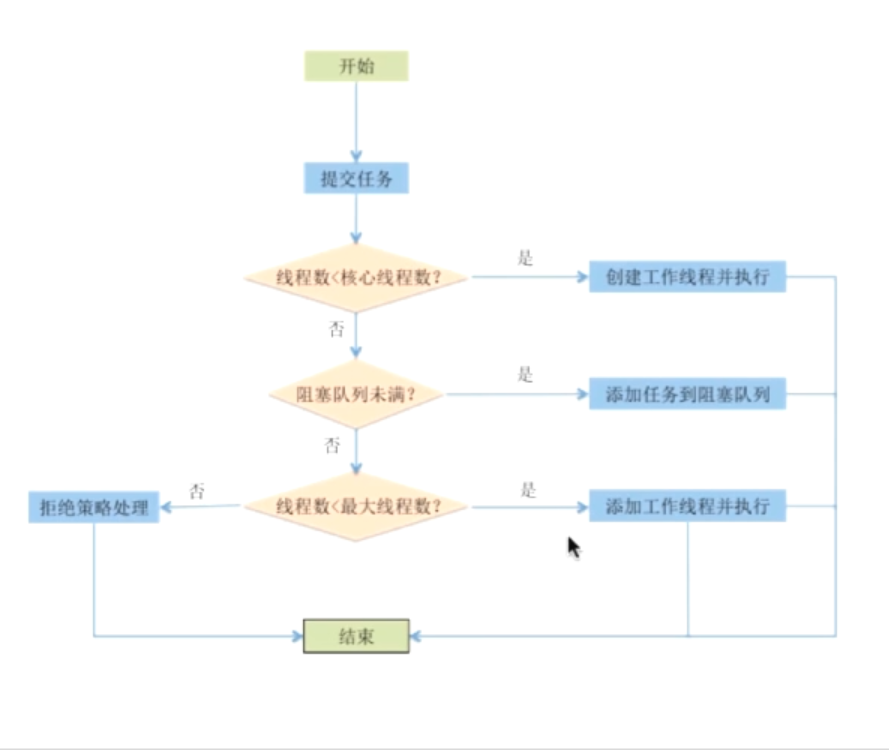 开始
提交任务
线程数<核心线程数?
是
创建工作线程并执行
否
阻塞队列未满?
是
添加任务到阻塞队列
否
线程数<最大线程数?
是
添加工作线程并执行
否
拒绝策略处理
结束